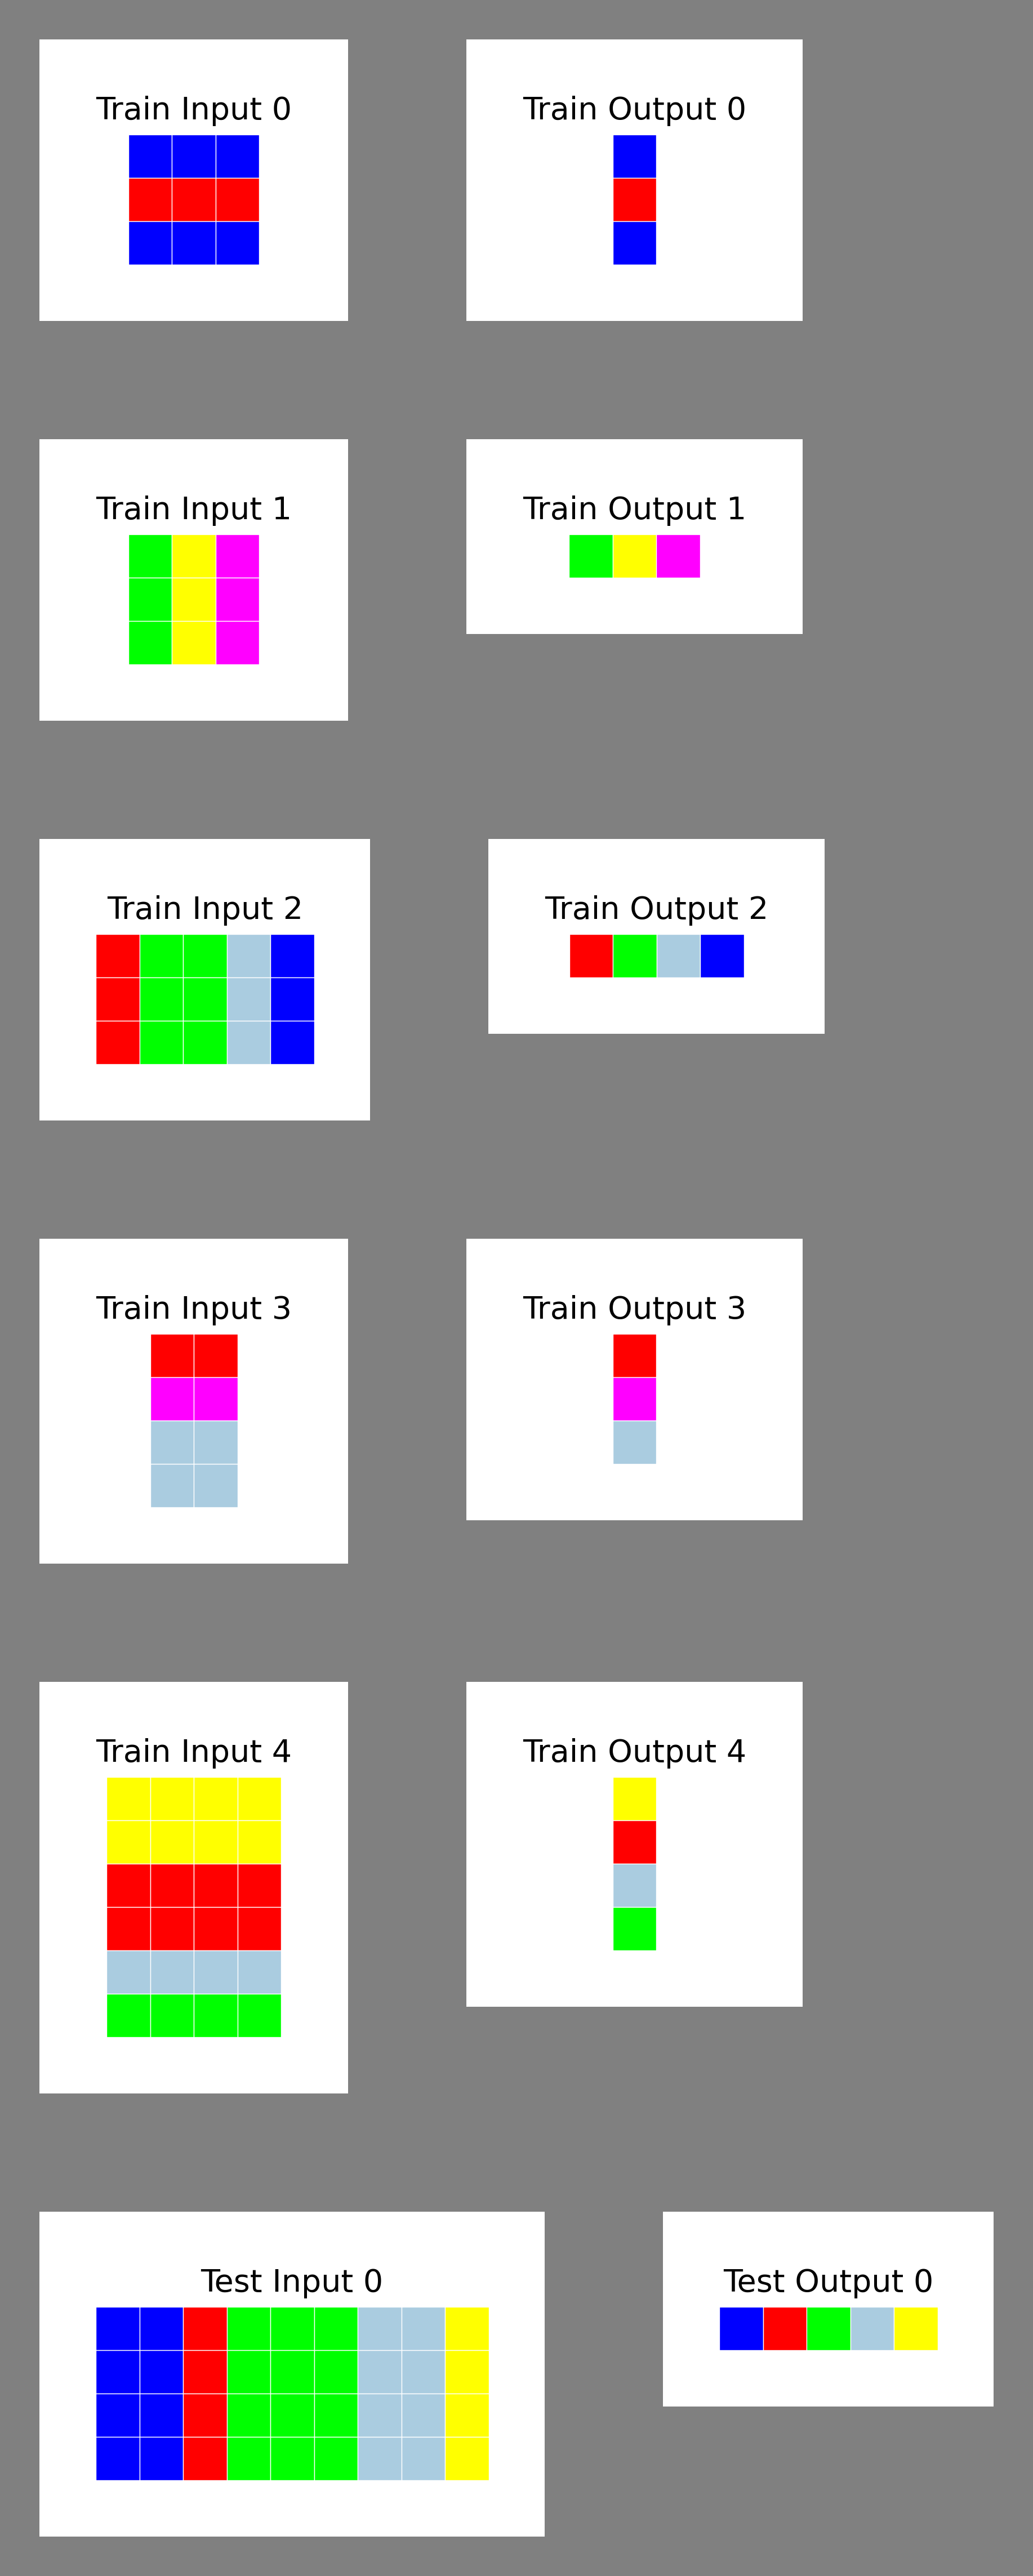 Train Input 0
Train Output 0
Train Input 1
Train Output 1
Train Input 2
Train Output 2
Train Input 3
Train Output 3
Train Input 4
Train Output 4
Test Input 0
Test Output 0